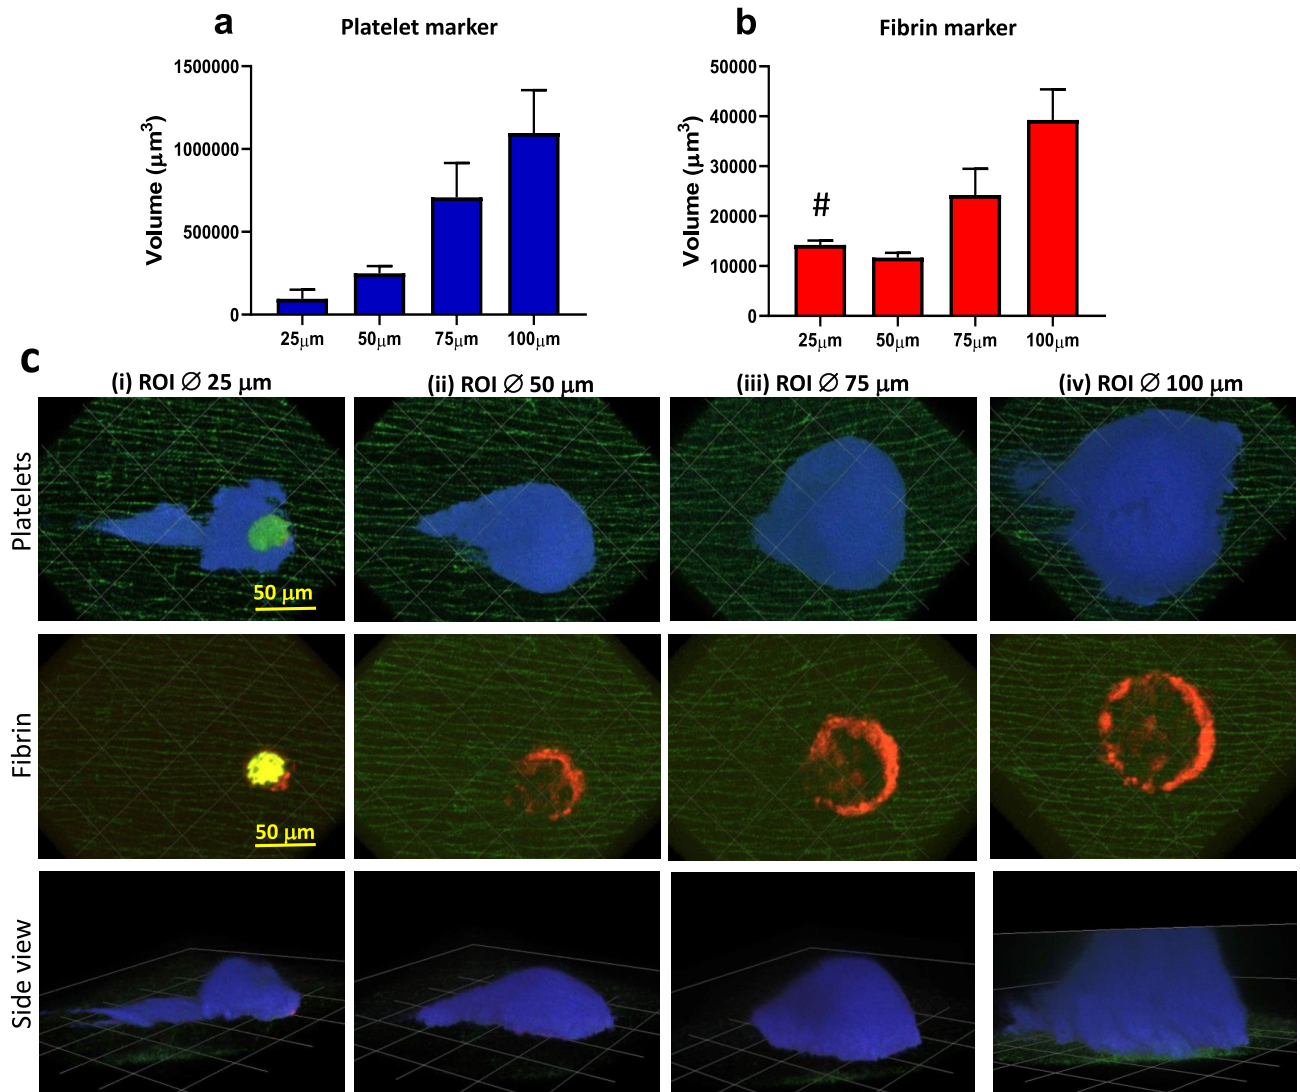 a
Platelet marker
1500000
1000000
500000
0
Volume (μm³)
25μm 50μm 75μm 100μm
b
Fibrin marker
50000
40000
30000
20000
10000
0
Volume (μm³)
#
25μm 50μm 75μm 100μm
c
(i) ROI ∅ 25 μm
(ii) ROI ∅ 50 μm
(iii) ROI ∅ 75 μm
(iv) ROI ∅ 100 μm
Platelets
50 μm
Fibrin
50 μm
Side view